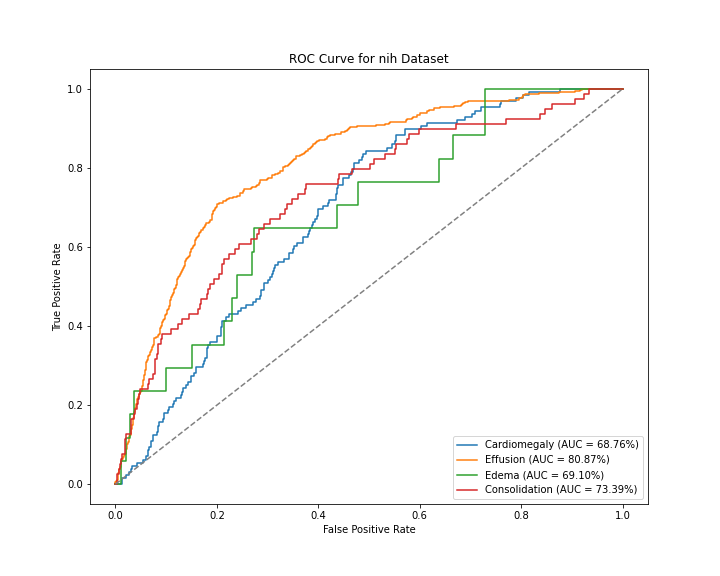 ROC Curve for nih Dataset
True Positive Rate
1.0
0.8
0.6
0.4
0.2
0.0
Cardiomegaly (AUC = 68.76%)
Effusion (AUC = 80.87%)
Edema (AUC = 69.10%)
Consolidation (AUC = 73.39%)
0.0 0.2 0.4 0.6 0.8 1.0
False Positive Rate